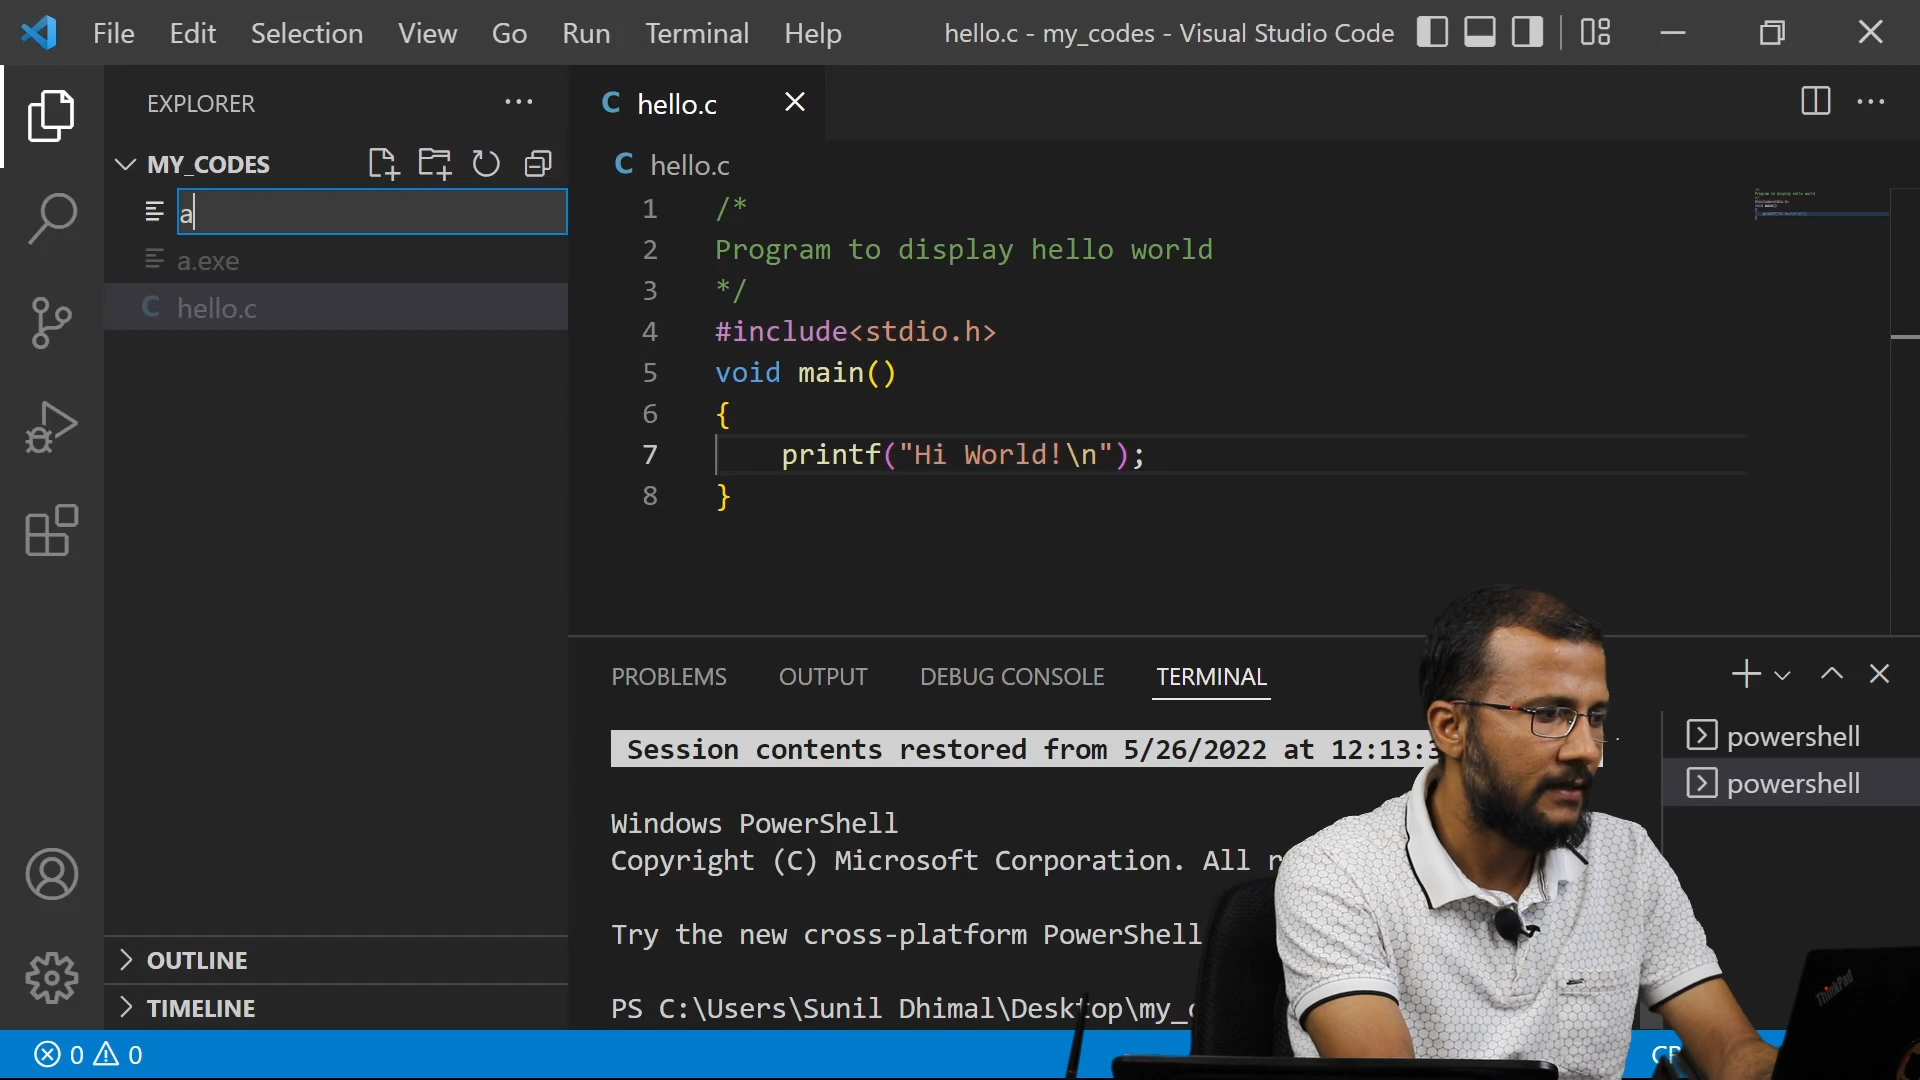 File Edit Selection View Go Run Terminal Help
hello.c - my_codes - Visual Studio Code
EXPLORER
MY_CODES
a
a.exe
hello.c
OUTLINE
TIMELINE
C hello.c
C hello.c
1 /*
2 Program to display hello world
3 */
4 #include<stdio.h>
5 void main()
6 {
7 printf("Hi World!\n");
8 }
PROBLEMS OUTPUT DEBUG CONSOLE TERMINAL
Session contents restored from 5/26/2022 at 12:13:3
Windows PowerShell
Copyright (C) Microsoft Corporation. All r
Try the new cross-platform PowerShell
PS C:\Users\Sunil Dhimal\Desktop\my_c
powershell
powershell
0 0
ThinkPad